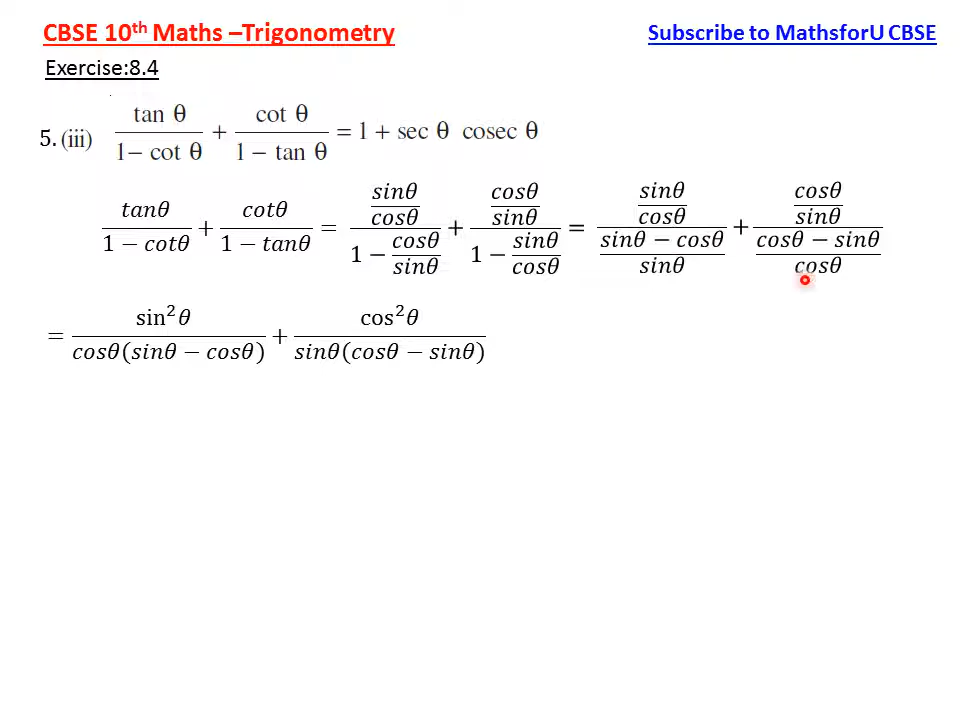 CBSE 10th Maths –Trigonometry
Subscribe to MathsforU CBSE
Exercise:8.4
5. (iii) tan θ / 1– cot θ + cot θ / 1 – tan θ = 1 + sec θ cosec θ
tanθ / 1 − cotθ + cotθ / 1 − tanθ = (sinθ / cosθ) / (1 − cosθ / sinθ) + (cosθ / sinθ) / (1 − sinθ / cosθ) = (sinθ / cosθ) / (sinθ − cosθ / sinθ) + (cosθ / sinθ) / (cosθ − sinθ / cosθ)
= sin²θ / cosθ(sinθ − cosθ) + cos²θ / sinθ(cosθ − sinθ)